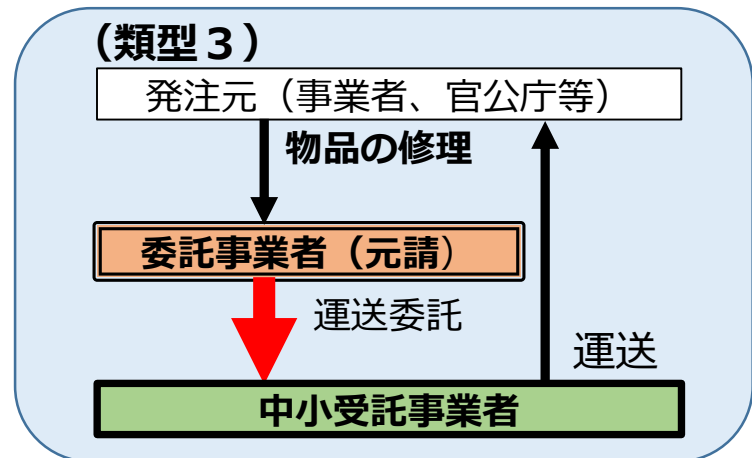 （類型３）
発注元（事業者、官公庁等）
物品の修理
委託事業者（元請）
運送委託
運送
中小受託事業者